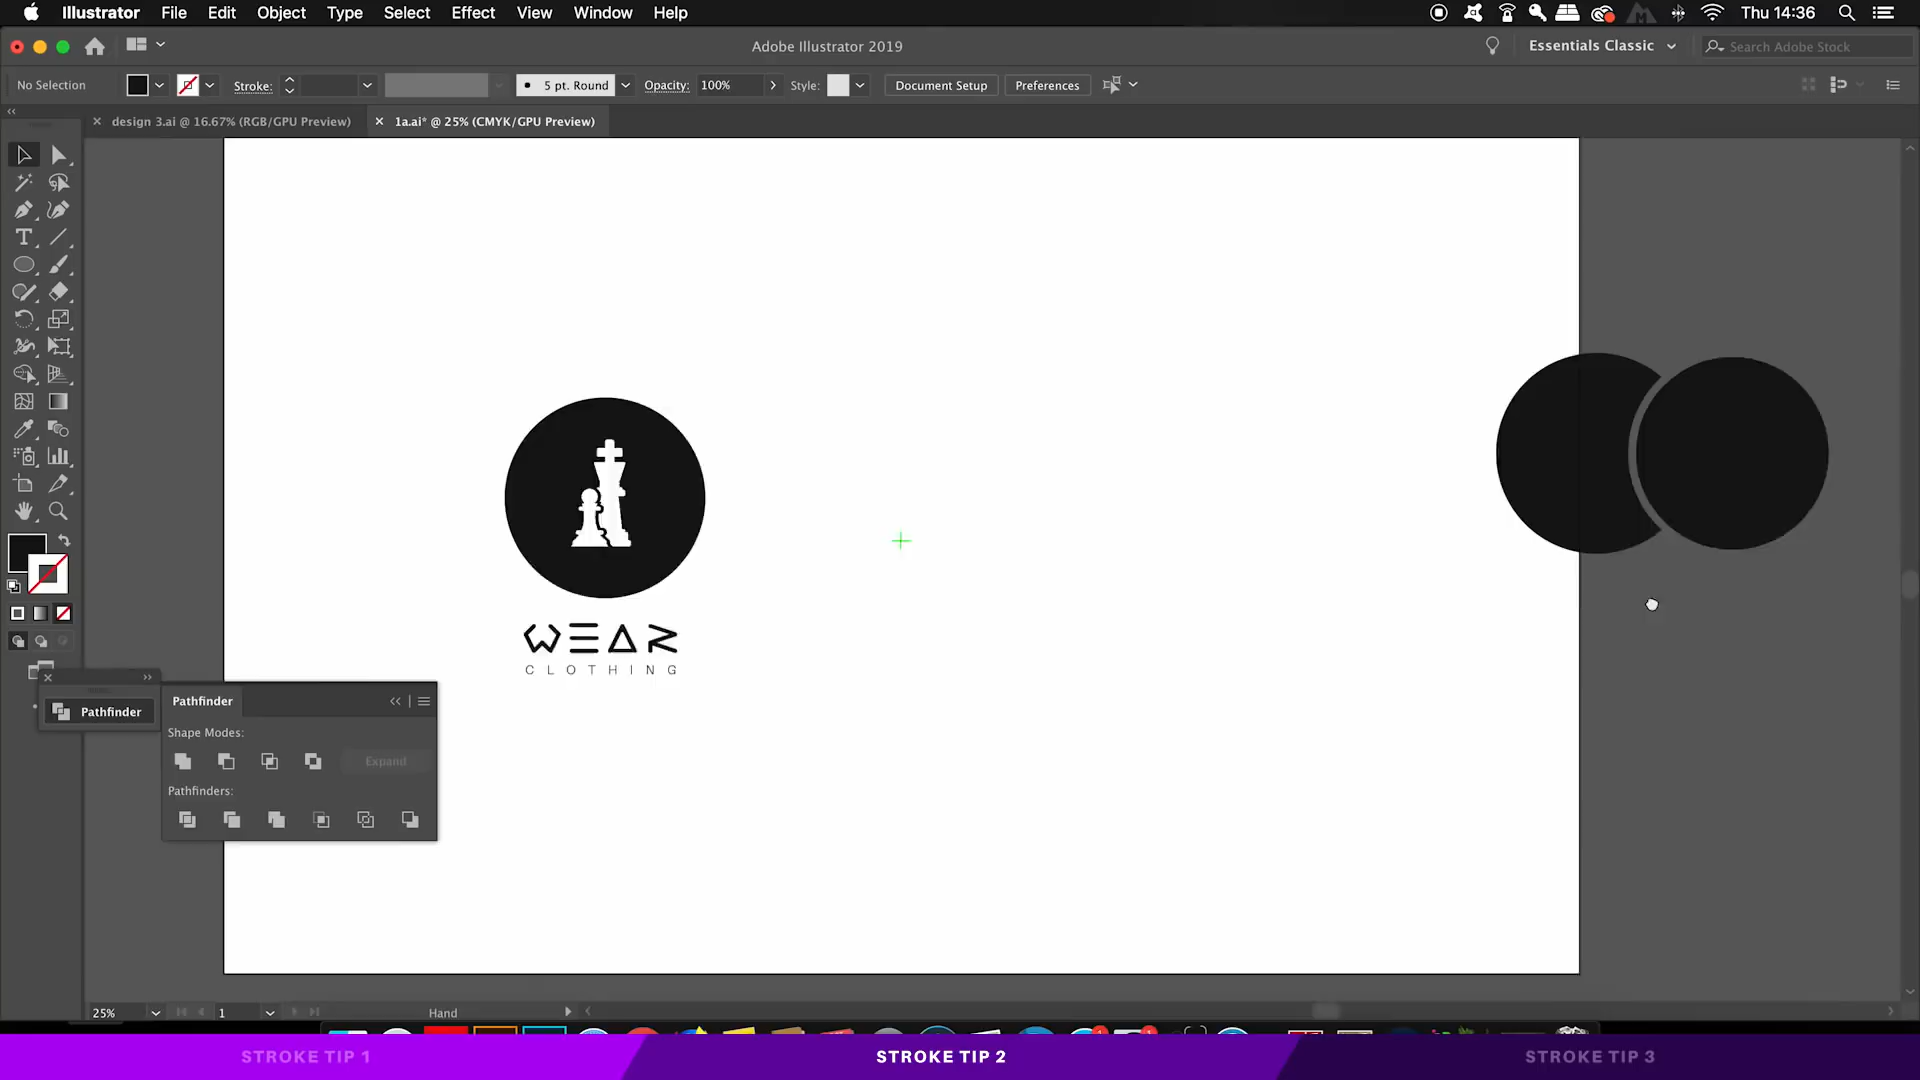 Illustrator File Edit Object Type Select Effect View Window Help Thu 14:36
Adobe Illustrator 2019 Essentials Classic Search Adobe Stock
No Selection Stroke: 5 pt. Round Opacity: 100% Style: Document Setup Preferences
design 3.ai @ 16.67% (RGB/GPU Preview) 1a.ai* @ 25% (CMYK/GPU Preview)
WEAR
CLOTHING
Pathfinder
Pathfinder
Shape Modes:
Expand
Pathfinders:
25% 1 Hand
STROKE TIP 1 STROKE TIP 2 STROKE TIP 3